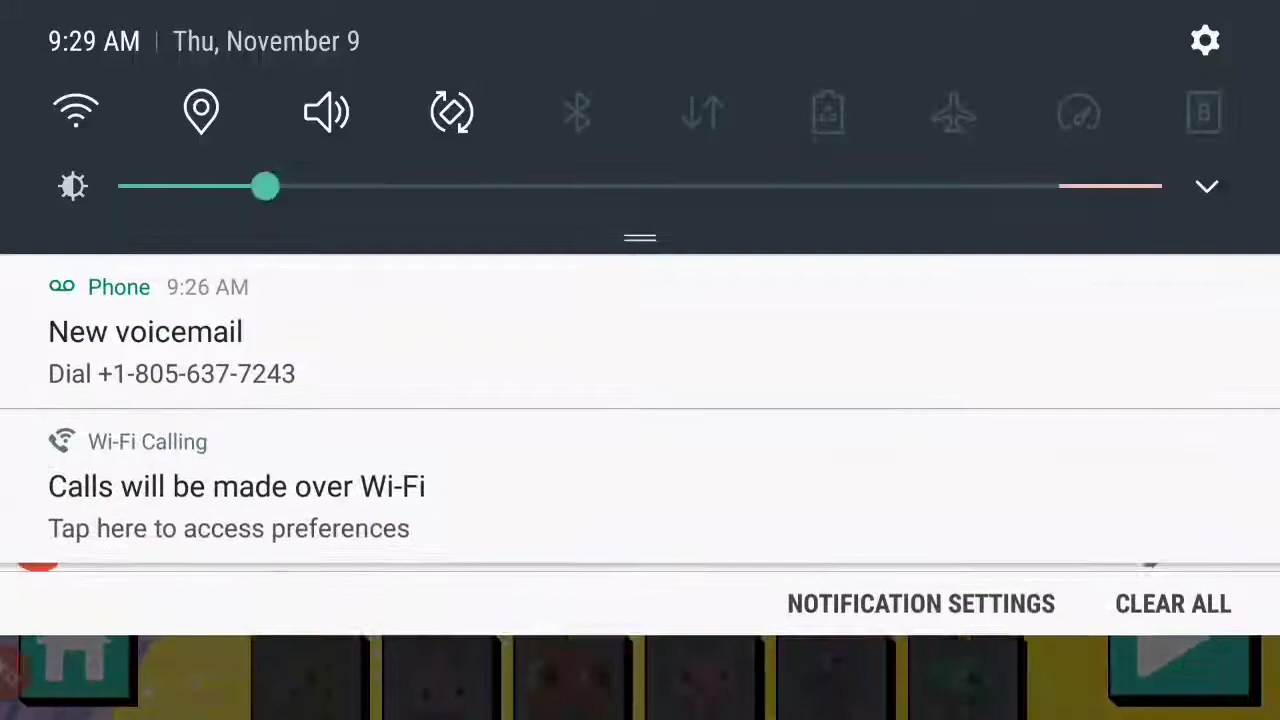 9:29 AM | Thu, November 9
B
Phone 9:26 AM
New voicemail
Dial +1-805-637-7243
Wi-Fi Calling
Calls will be made over Wi-Fi
Tap here to access preferences
NOTIFICATION SETTINGS CLEAR ALL